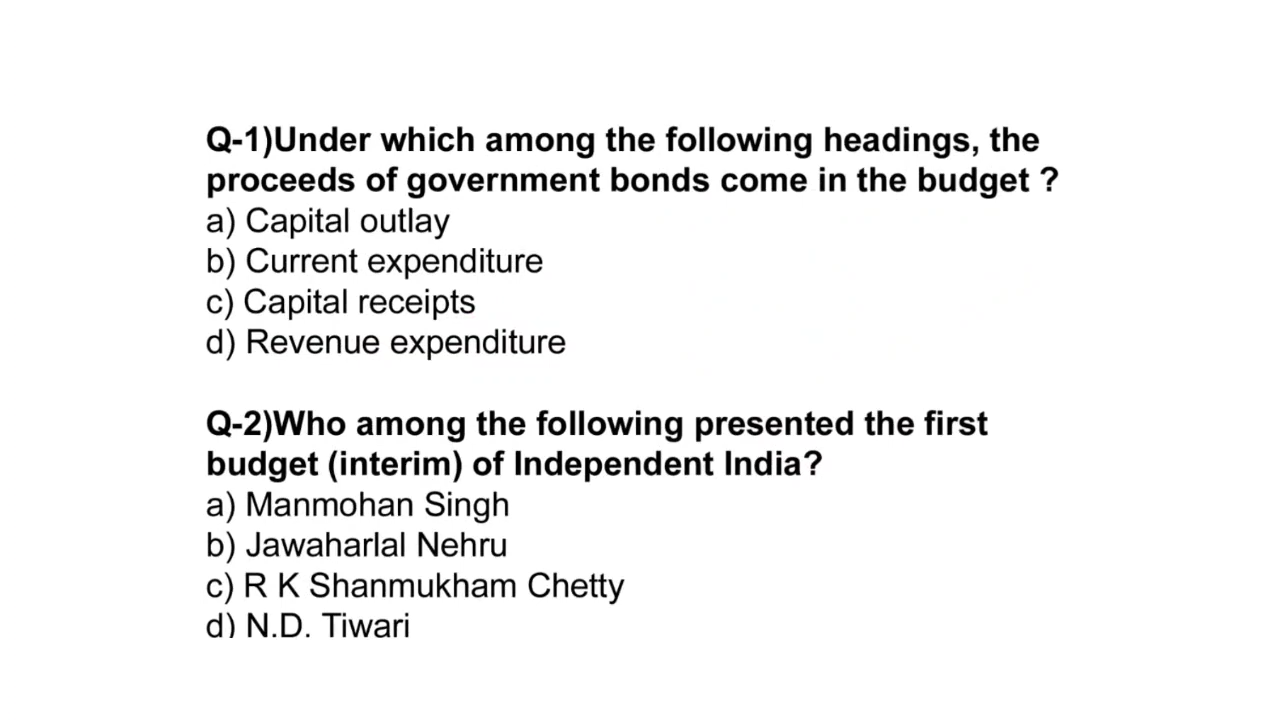 Q-1)Under which among the following headings, the
proceeds of government bonds come in the budget ?
a) Capital outlay
b) Current expenditure
c) Capital receipts
d) Revenue expenditure
Q-2)Who among the following presented the first
budget (interim) of Independent India?
a) Manmohan Singh
b) Jawaharlal Nehru
c) R K Shanmukham Chetty
d) N.D. Tiwari